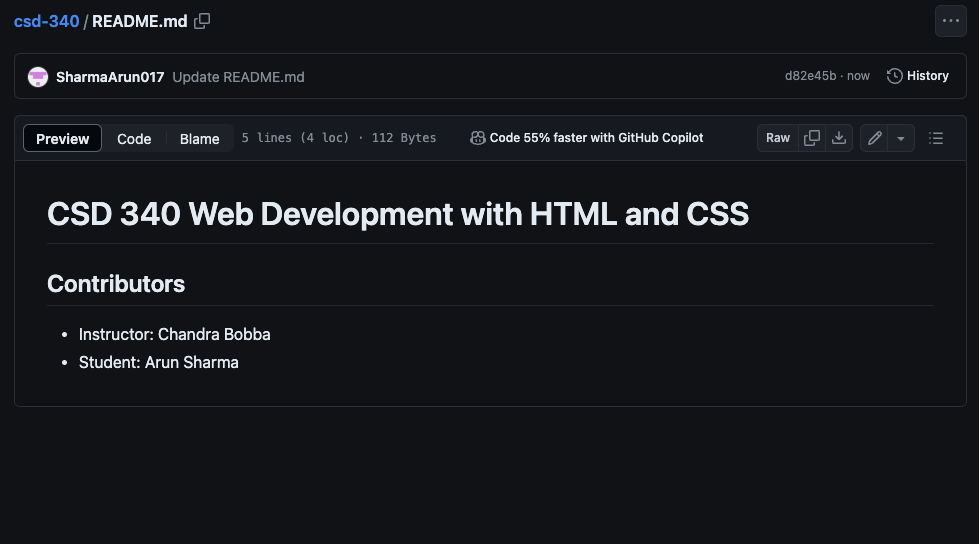 csd-340 / README.md
SharmaArun017 Update README.md d82e45b · now History
Preview Code Blame 5 lines (4 loc) · 112 Bytes Code 55% faster with GitHub Copilot Raw
CSD 340 Web Development with HTML and CSS
Contributors
• Instructor: Chandra Bobba
• Student: Arun Sharma